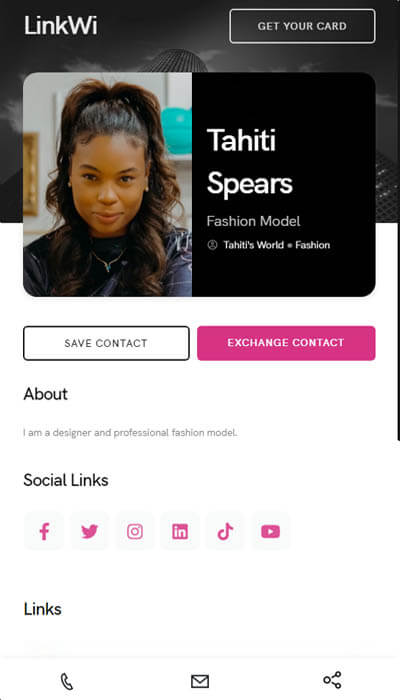 LinkWi
GET YOUR CARD
Tahiti
Spears
Fashion Model
Tahiti's World = Fashion
SAVE CONTACT
EXCHANGE CONTACT
About
I am a designer and professional fashion model.
Social Links
Links